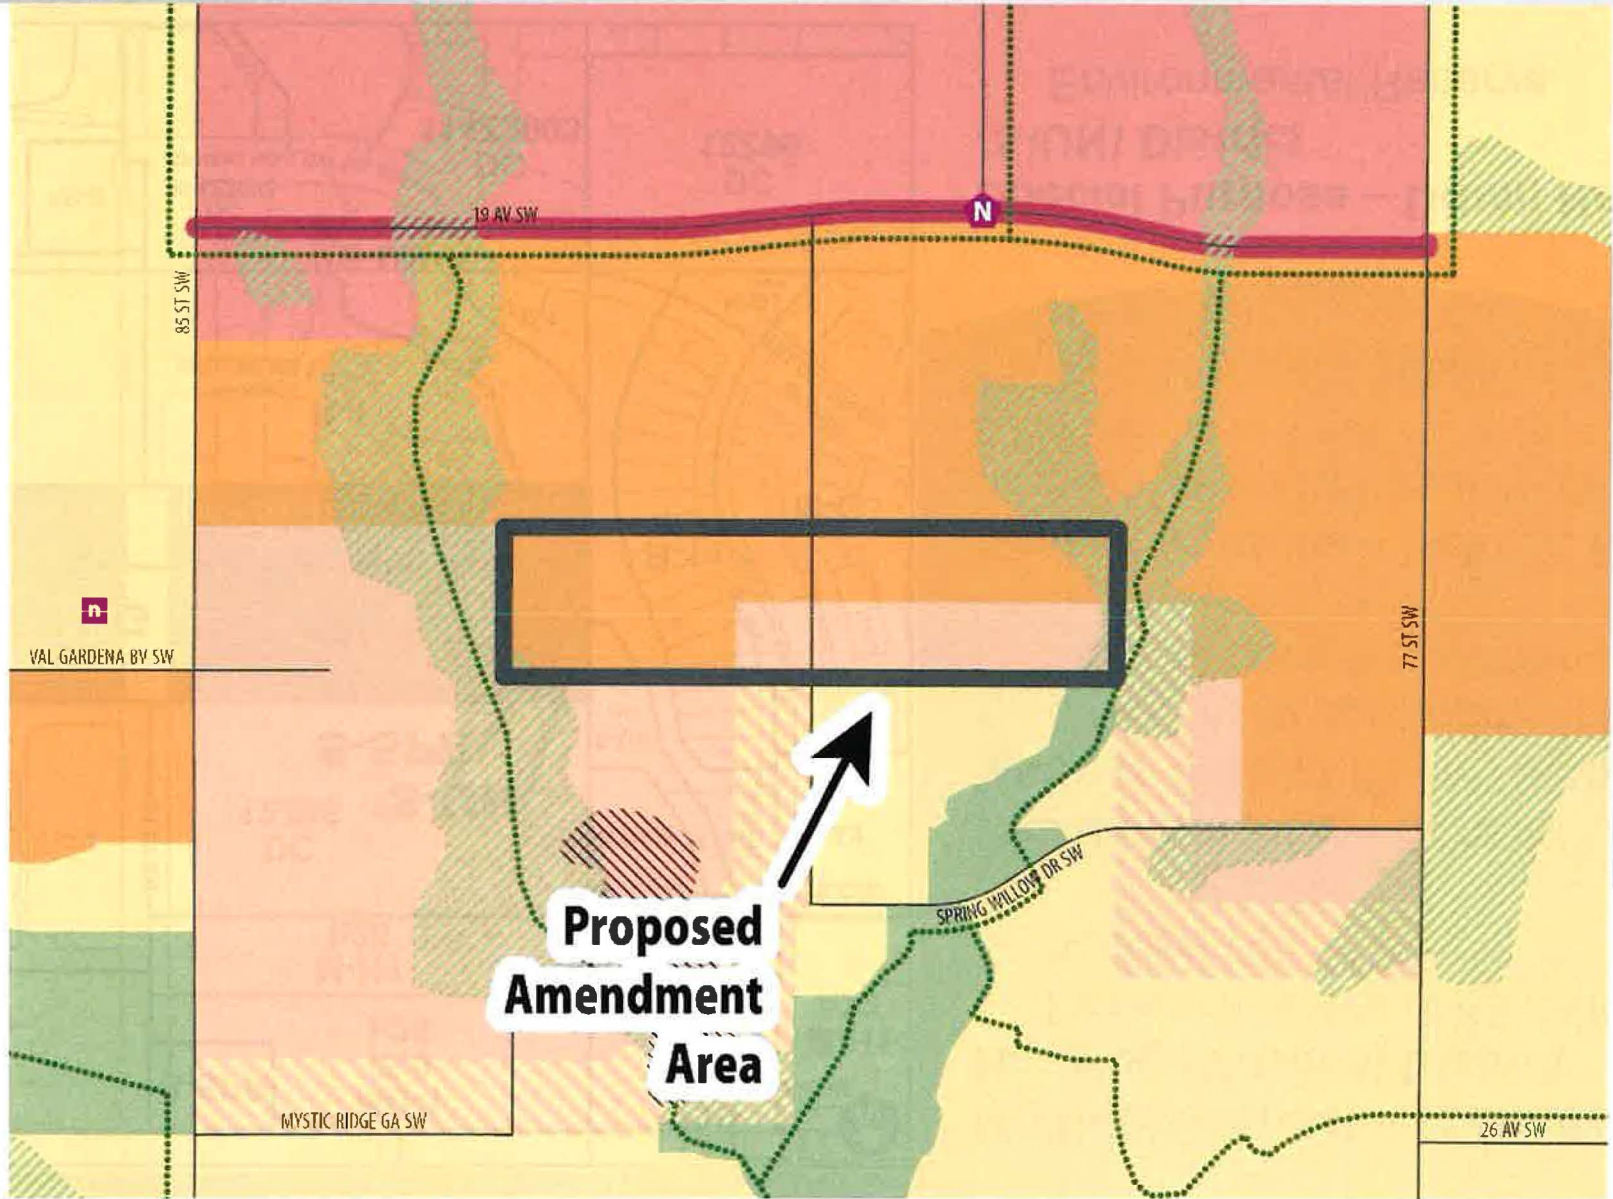 19 AV SW
N
85 ST SW
n
VAL GARDENA BV SW
77 ST SW
SPRING WILLOW DR SW
Proposed
Amendment
Area
MYSTIC RIDGE GA SW
26 AV SW